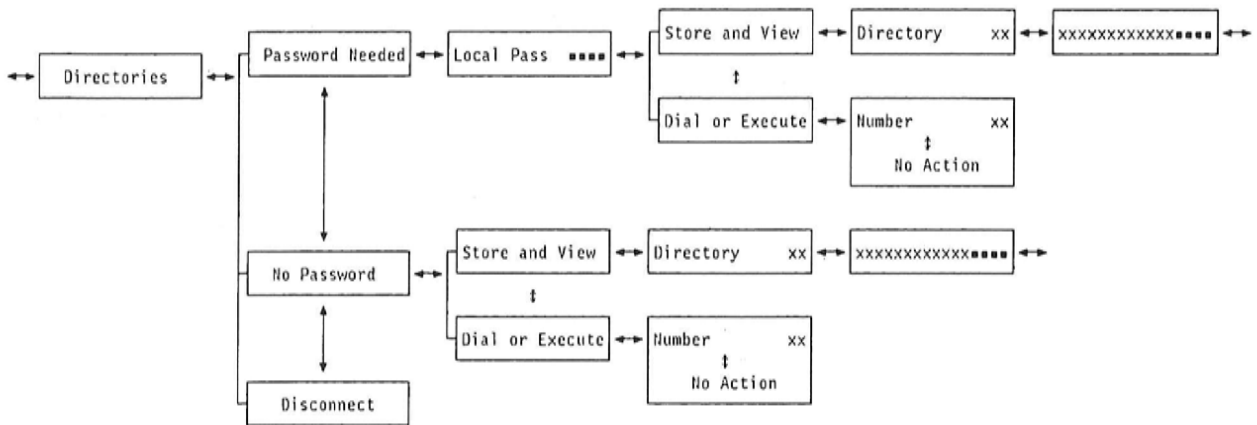 Directories
Password Needed
Local Pass ▪▪▪▪
Store and View
Directory xx
xxxxxxxxxxxx▪▪▪▪
Dial or Execute
Number xx
No Action
No Password
Store and View
Directory xx
xxxxxxxxxxxx▪▪▪▪
Dial or Execute
Number xx
No Action
Disconnect